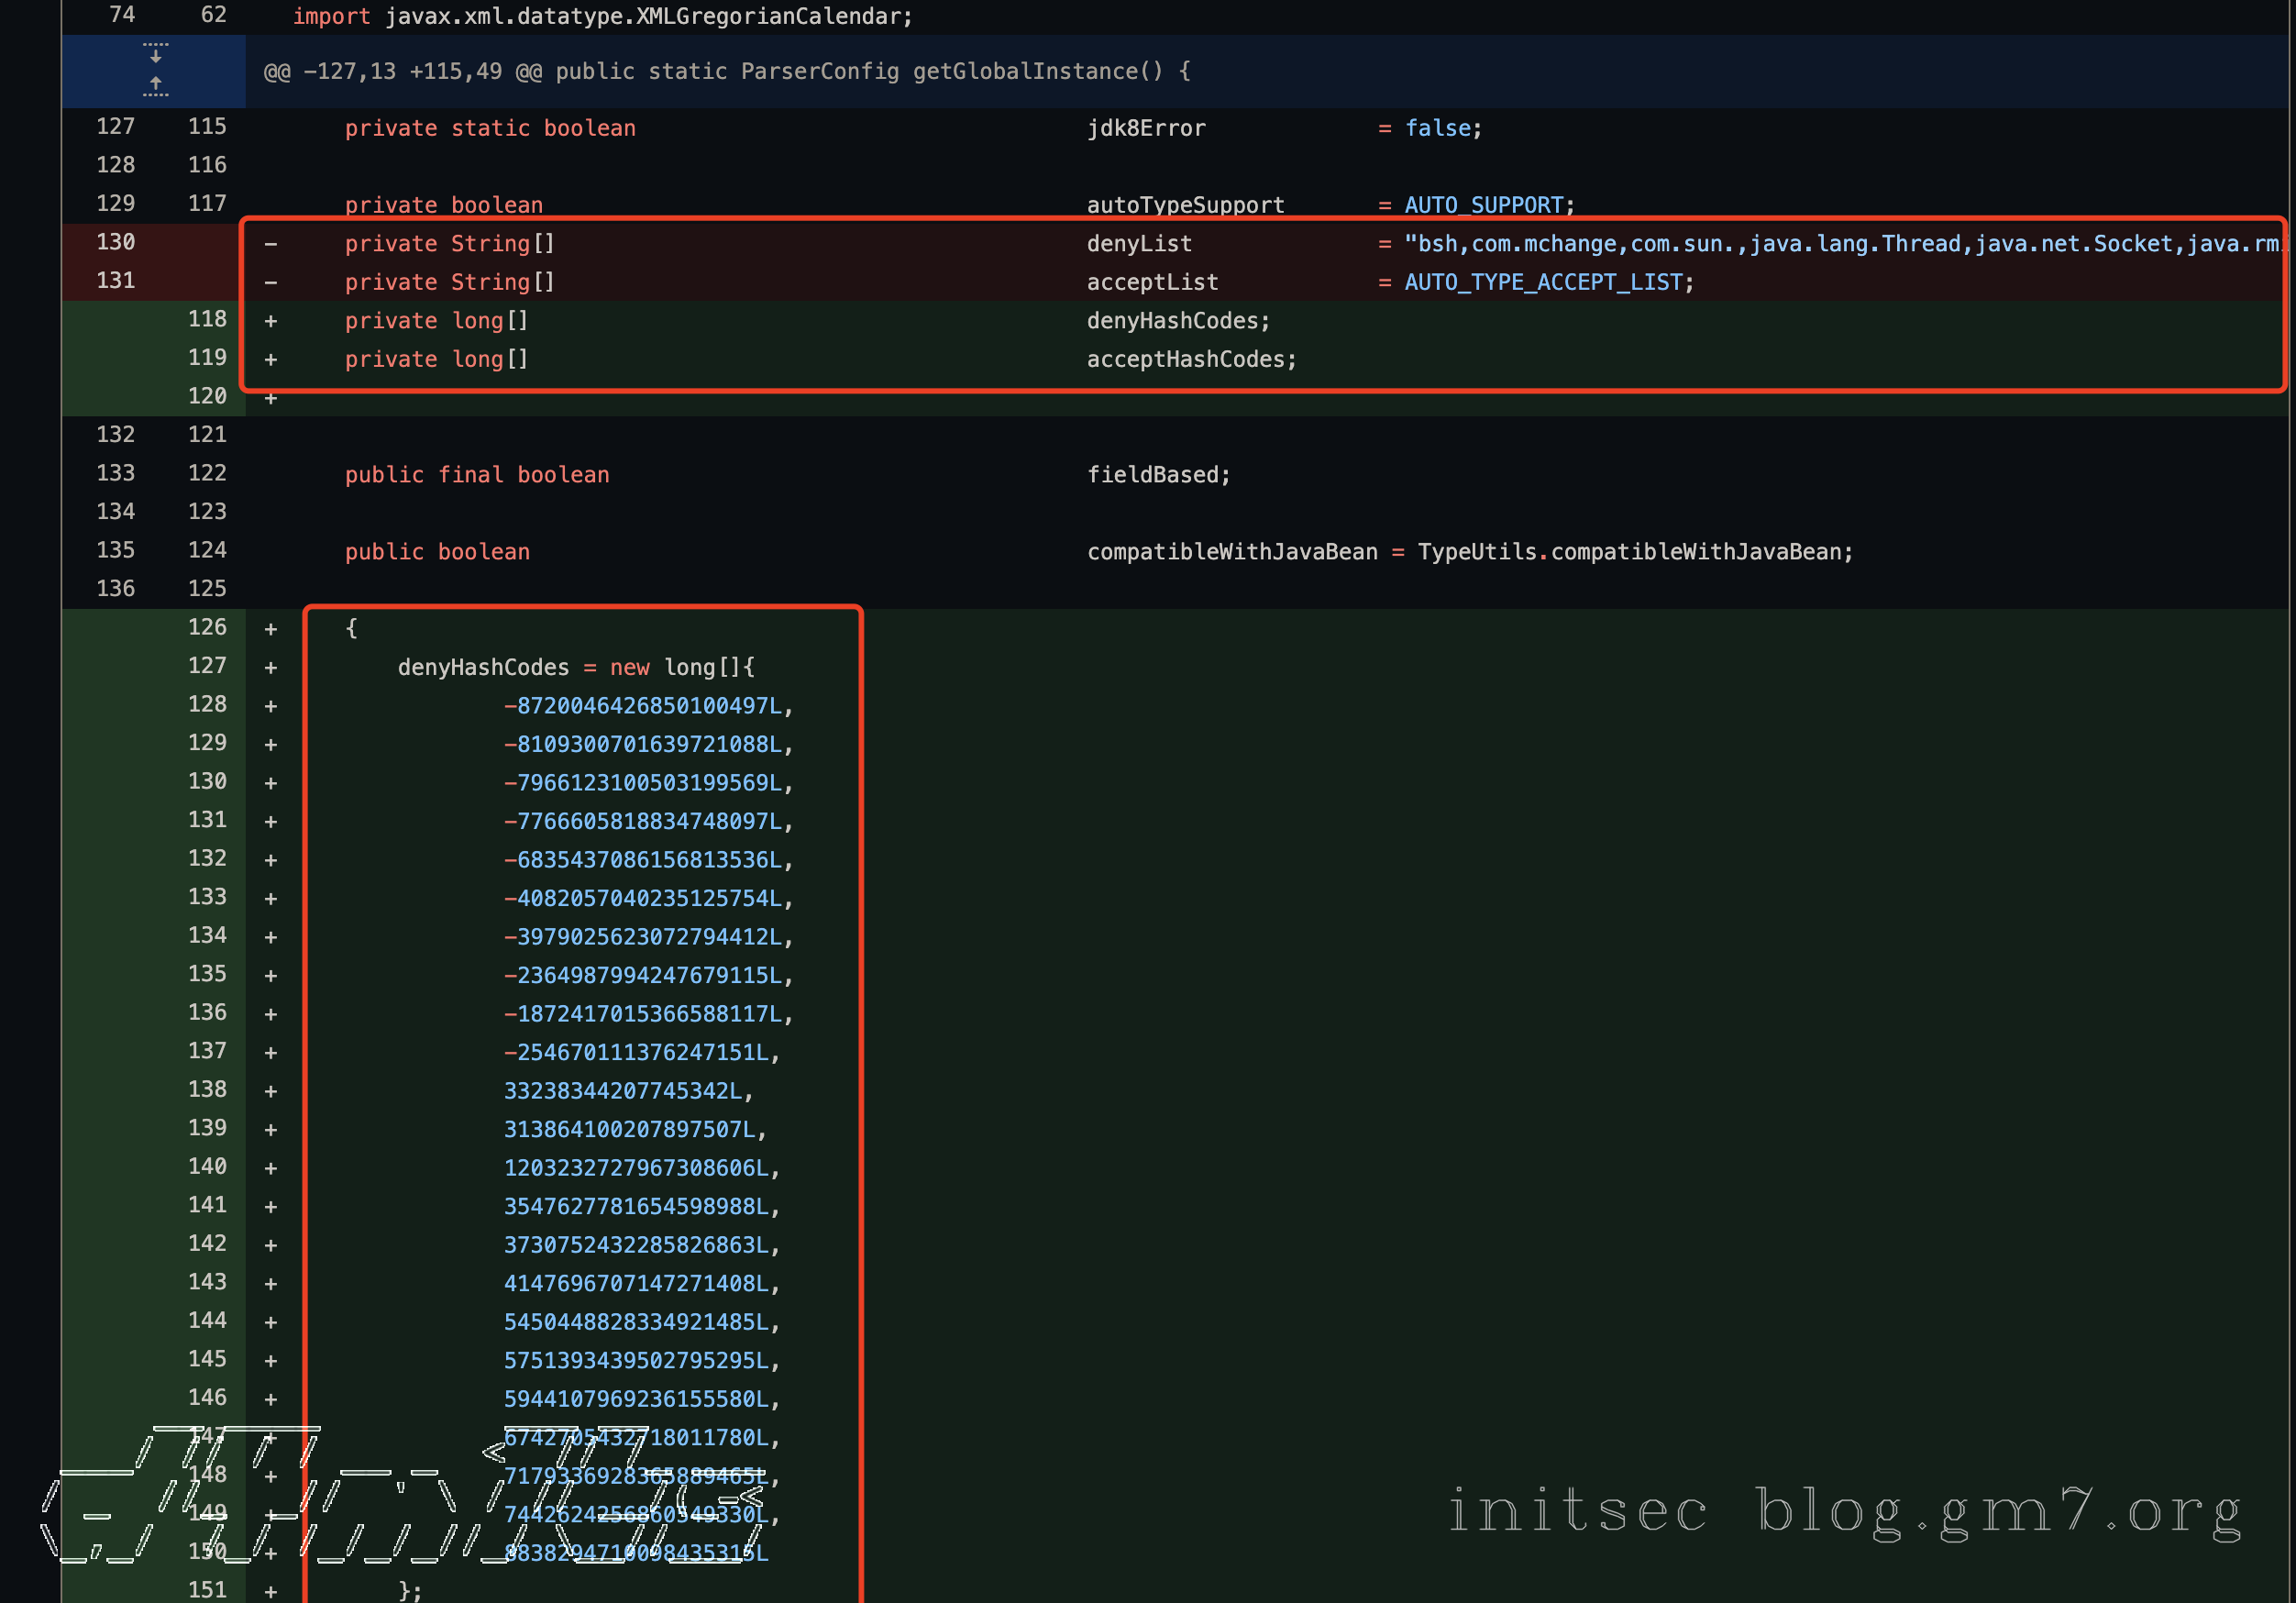 74 62 import javax.xml.datatype.XMLGregorianCalendar;
@@ -127,13 +115,49 @@ public static ParserConfig getGlobalInstance() {
127 115 private static boolean jdk8Error = false;
128 116
129 117 private boolean autoTypeSupport = AUTO_SUPPORT;
130 - private String[] denyList = "bsh,com.mchange,com.sun.,java.lang.Thread,java.net.Socket,java.rmi
131 - private String[] acceptList = AUTO_TYPE_ACCEPT_LIST;
118 + private long[] denyHashCodes;
119 + private long[] acceptHashCodes;
120 +
132 121
133 122 public final boolean fieldBased;
134 123
135 124 public boolean compatibleWithJavaBean = TypeUtils.compatibleWithJavaBean;
136 125
126 + {
127 + denyHashCodes = new long[]{
128 + -8720046426850100497L,
129 + -8109300701639721088L,
130 + -7966123100503199569L,
131 + -7766605818834748097L,
132 + -6835437086156813536L,
133 + -4082057040235125754L,
134 + -3979025623072794412L,
135 + -2364987994247679115L,
136 + -1872417015366588117L,
137 + -254670111376247151L,
138 + 33238344207745342L,
139 + 313864100207897507L,
140 + 1203232727967308606L,
141 + 3547627781654598988L,
142 + 3730752432285826863L,
143 + 4147696707147271408L,
144 + 5450448828334921485L,
145 + 5751393439502795295L,
146 + 5944107969236155580L,
147 + 6742705432718011780L,
148 + 7179336928365889465L,
149 + 7442624256860549330L,
150 + 8838294710098435315L
151 + };
initsec blog.gm7.org